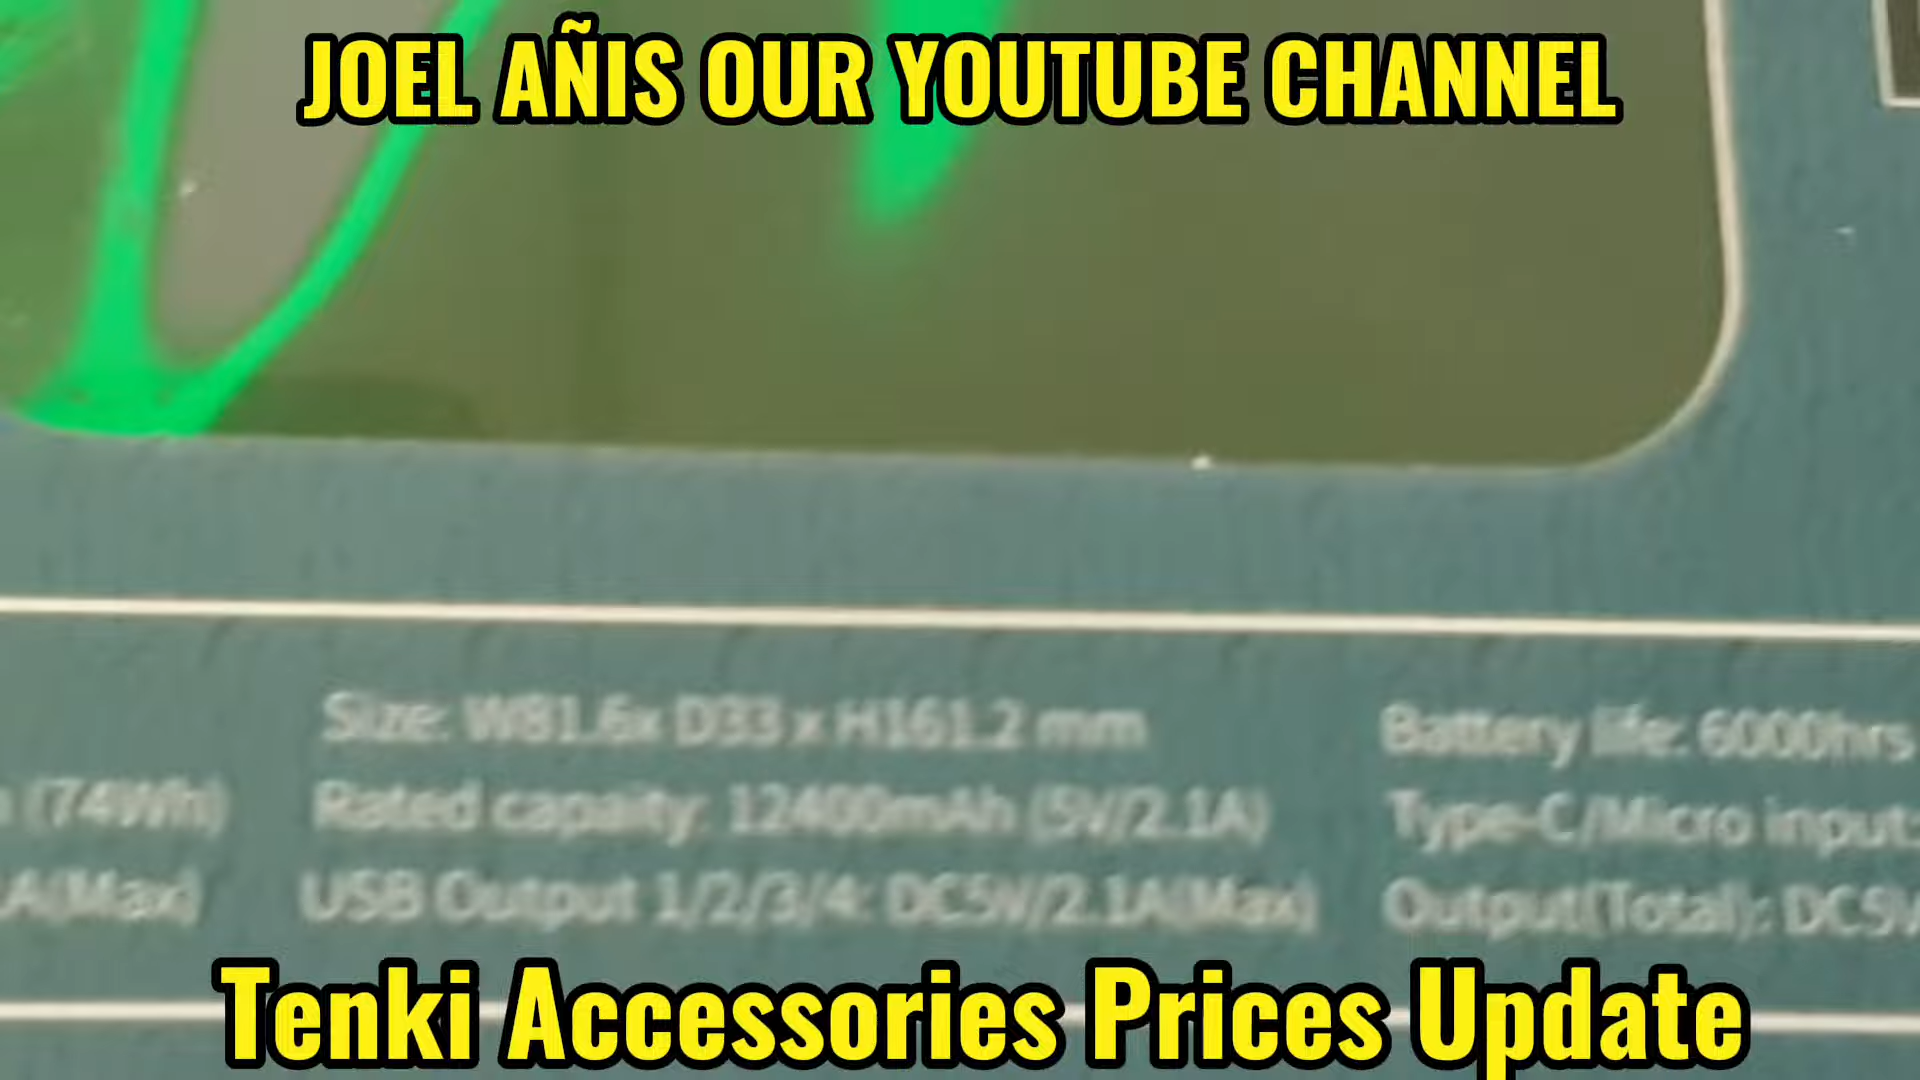 JOEL AÑIS OUR YOUTUBE CHANNEL
Size: W81.6x D33 x H161.2 mm
Battery life: 6000hrs
(74Wh)
Rated capaity: 12400mAh (5V/2.1A)
Type-C/Micro input:
A(Max)
USB Output 1/2/3/4: DC5V/2.1A(Max)
Output(Total): DC5V
Tenki Accessories Prices Update